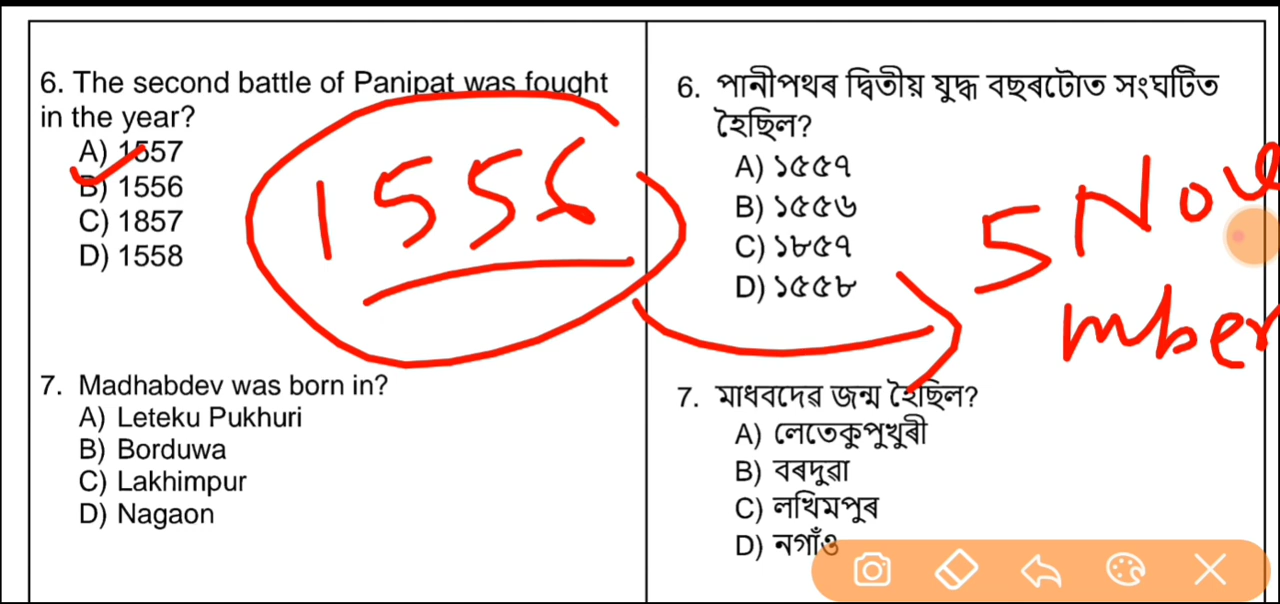 6. The second battle of Panipat was fought
in the year?
A) 1557
B) 1556
C) 1857
D) 1558
1556
7. Madhabdev was born in?
A) Leteku Pukhuri
B) Borduwa
C) Lakhimpur
D) Nagaon
6. পানীপথৰ দ্বিতীয় যুদ্ধ বছৰটোত সংঘটিত
হৈছিল?
A) ১৫৫৭
B) ১৫৫৬
C) ১৮৫৭
D) ১৫৫৮
5 Nove
mber
7. মাধবদেৱ জন্ম হৈছিল?
A) লেতেকুপুখুৰী
B) বৰদুৱা
C) লখিমপুৰ
D) নগাঁও